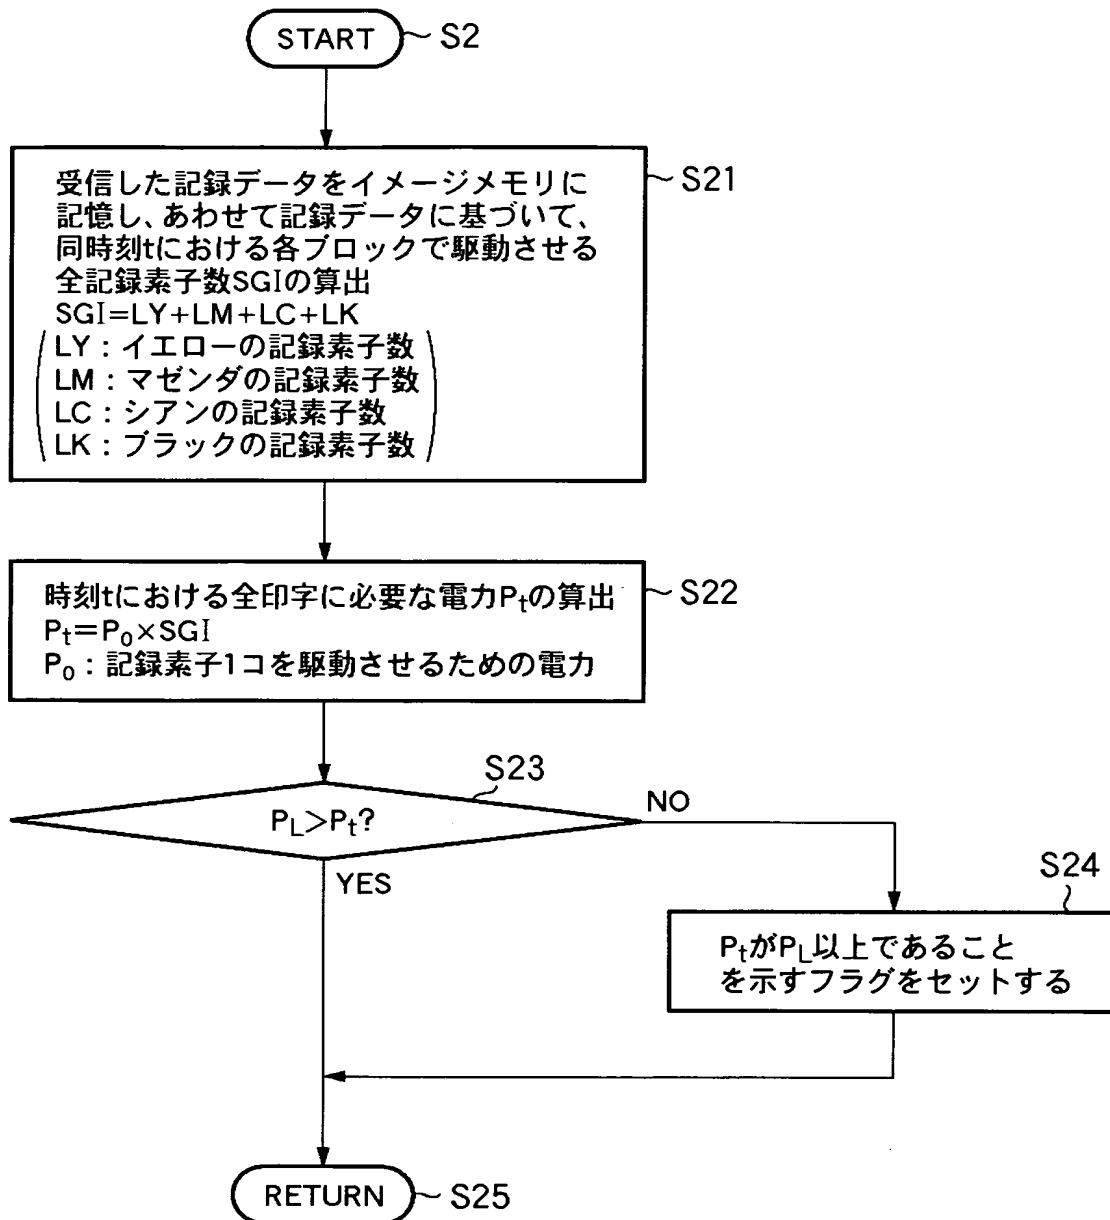 START
S2
受信した記録データをイメージメモリに
記憶し、あわせて記録データに基づいて、
同時刻tにおける各ブロックで駆動させる
全記録素子数SGIの算出
SGI=LY+LM+LC+LK
LY：イエローの記録素子数
LM：マゼンダの記録素子数
LC：シアンの記録素子数
LK：ブラックの記録素子数
S21
時刻tにおける全印字に必要な電力Ptの算出
Pt=P0×SGI
P0：記録素子1コを駆動させるための電力
S22
S23
PL>Pt?
NO
YES
S24
PtがPL以上であること
を示すフラグをセットする
RETURN
S25